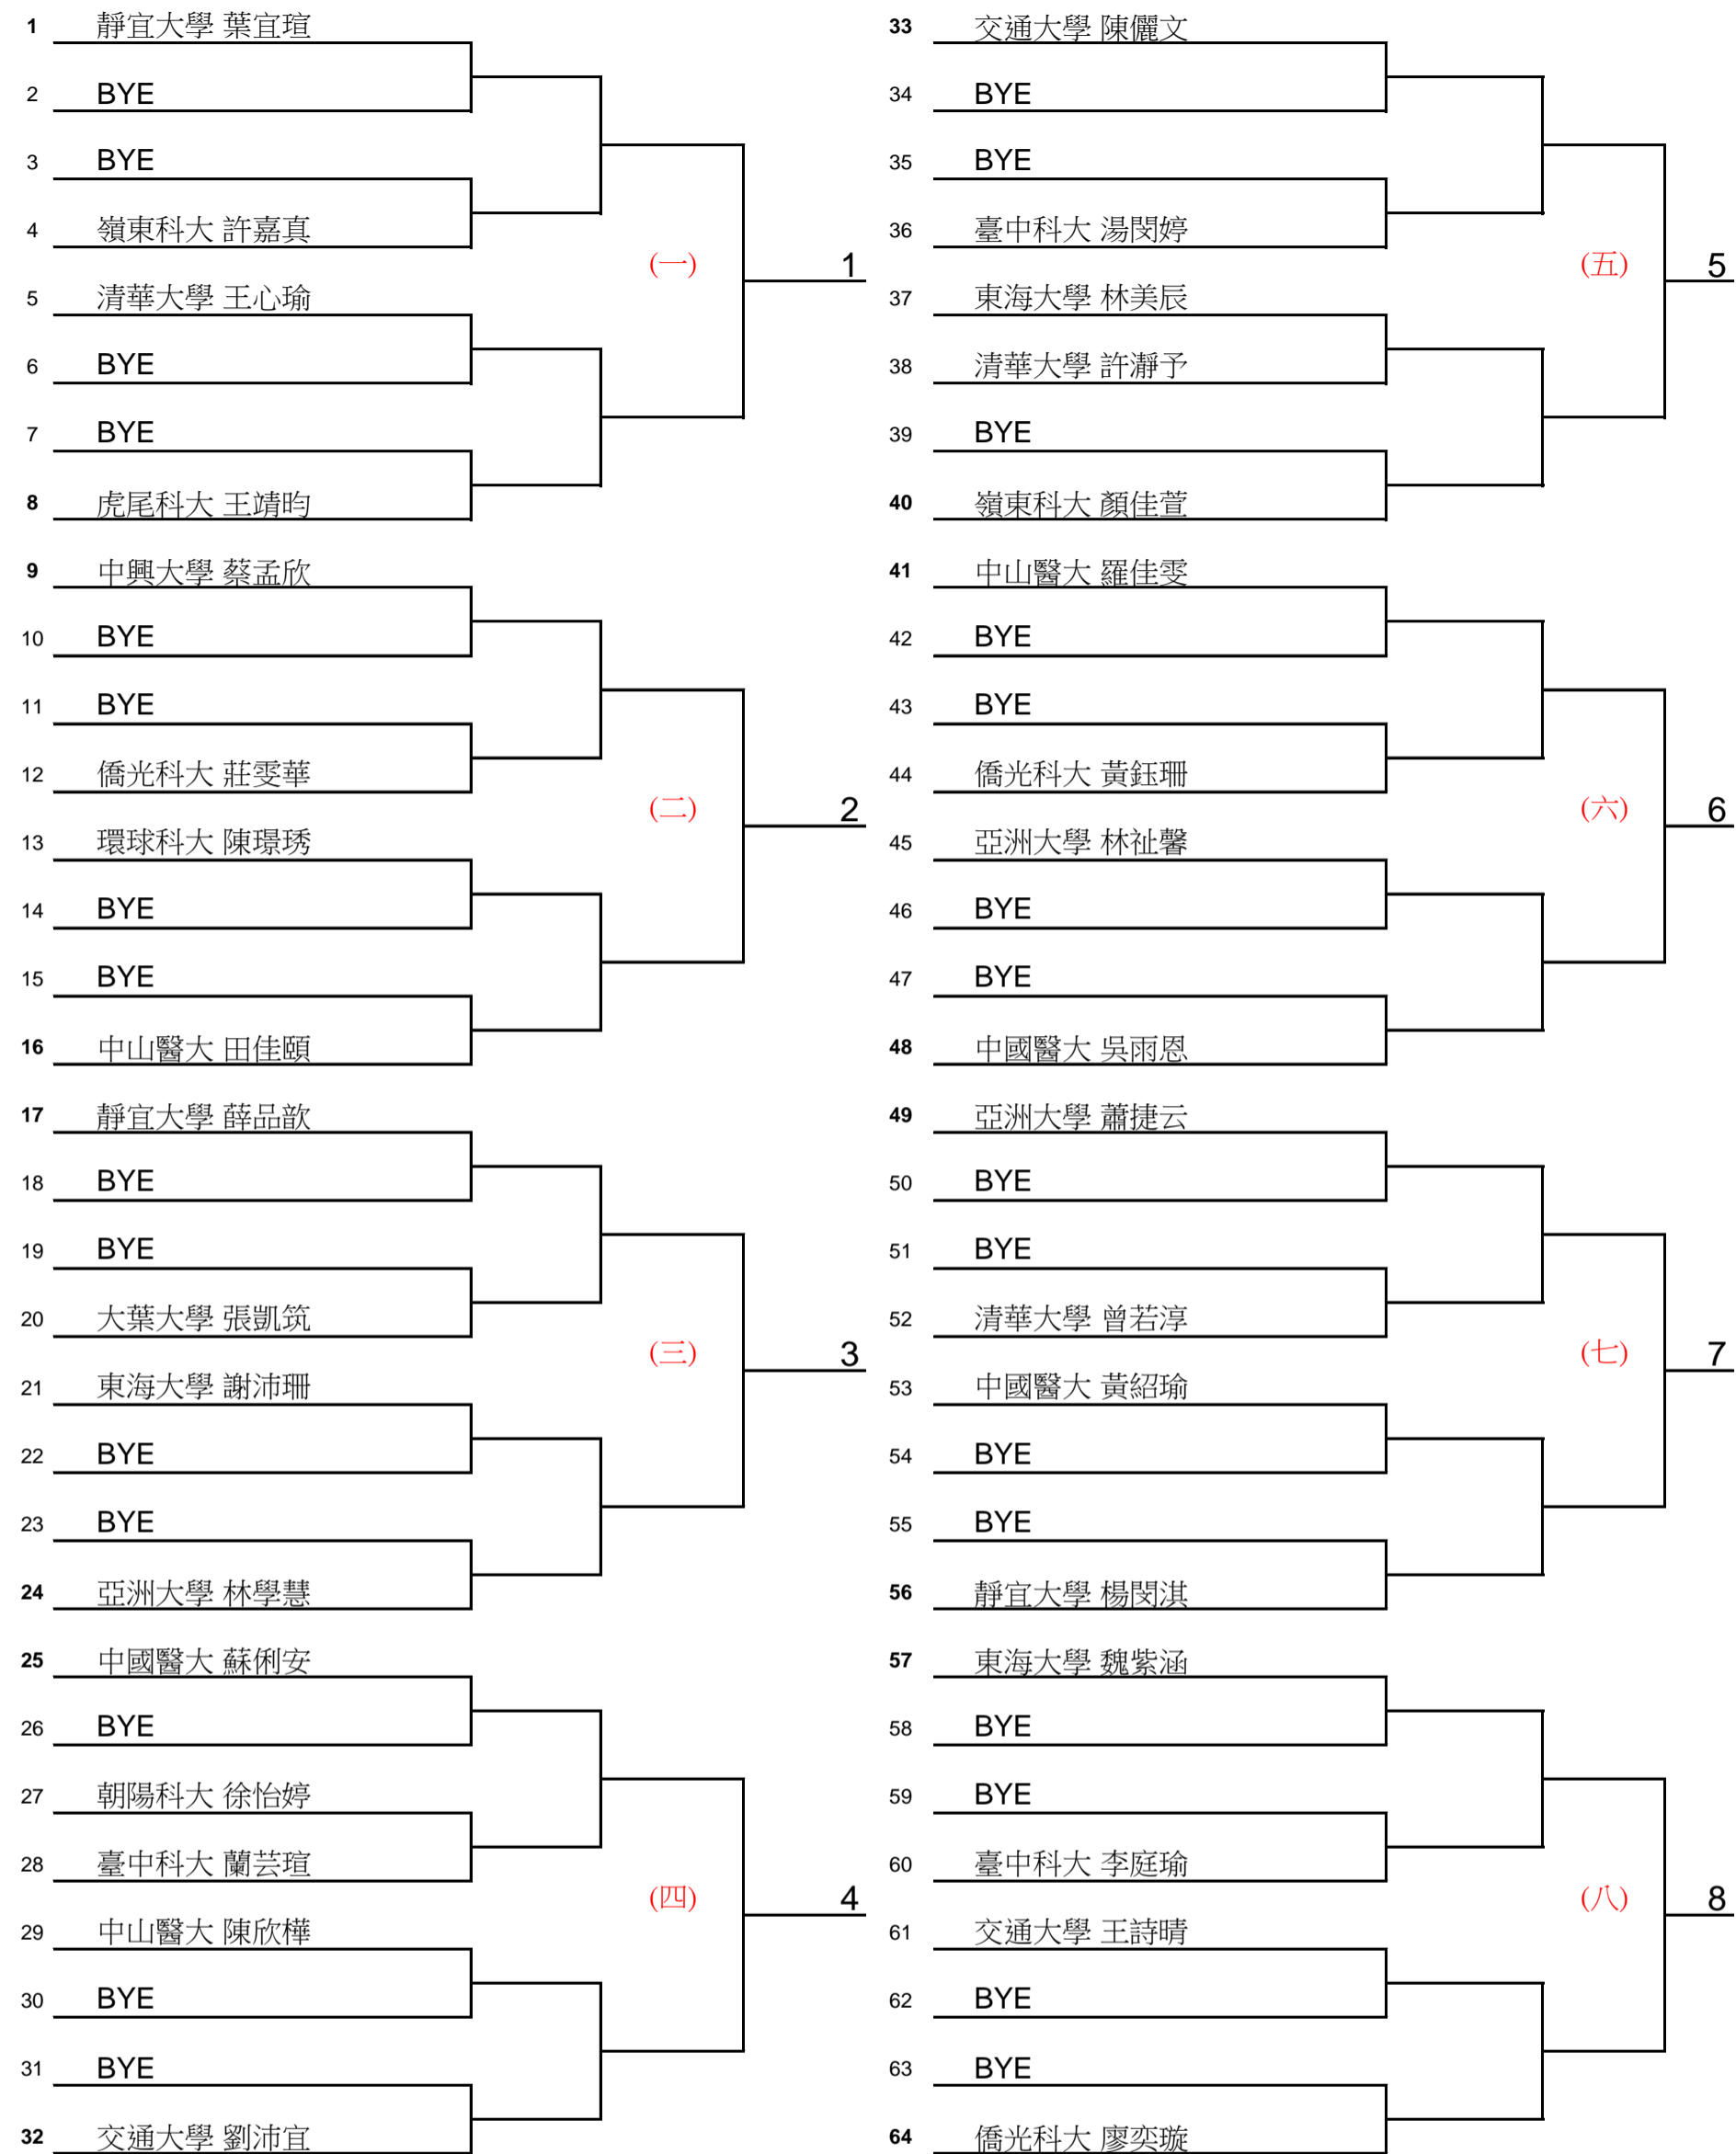 1 靜宜大學 葉宜瑄
2 BYE
3 BYE
4 嶺東科大 許嘉真
(一) 1
5 清華大學 王心瑜
6 BYE
7 BYE
8 虎尾科大 王靖昀
9 中興大學 蔡孟欣
10 BYE
11 BYE
12 僑光科大 莊雯華
(二) 2
13 環球科大 陳璟琇
14 BYE
15 BYE
16 中山醫大 田佳頤
17 靜宜大學 薛品歆
18 BYE
19 BYE
20 大葉大學 張凱筑
(三) 3
21 東海大學 謝沛珊
22 BYE
23 BYE
24 亞洲大學 林學慧
25 中國醫大 蘇俐安
26 BYE
27 朝陽科大 徐怡婷
28 臺中科大 蘭芸瑄
(四) 4
29 中山醫大 陳欣樺
30 BYE
31 BYE
32 交通大學 劉沛宜
33 交通大學 陳儷文
34 BYE
35 BYE
36 臺中科大 湯閔婷
(五) 5
37 東海大學 林美辰
38 清華大學 許瀞予
39 BYE
40 嶺東科大 顏佳萱
41 中山醫大 羅佳雯
42 BYE
43 BYE
44 僑光科大 黃鈺珊
(六) 6
45 亞洲大學 林祉馨
46 BYE
47 BYE
48 中國醫大 吳雨恩
49 亞洲大學 蕭捷云
50 BYE
51 BYE
52 清華大學 曾若淳
(七) 7
53 中國醫大 黃紹瑜
54 BYE
55 BYE
56 靜宜大學 楊閔淇
57 東海大學 魏紫涵
58 BYE
59 BYE
60 臺中科大 李庭瑜
(八) 8
61 交通大學 王詩晴
62 BYE
63 BYE
64 僑光科大 廖奕璇